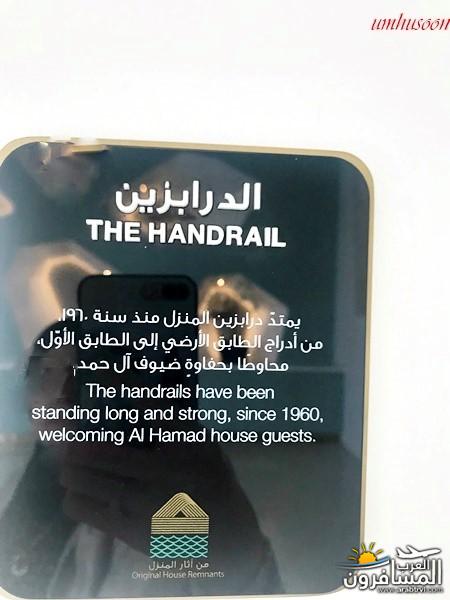 umhusoon
الدرابزين
THE HANDRAIL
يمتدّ درابزين المنزل منذ سنة ١٩٦٠،
من أدراج الطابق الأرضي إلى الطابق الأوّل،
محاوطًا بحفاوةٍ ضيوف آل حمد.
The handrails have been
standing long and strong, since 1960,
welcoming Al Hamad house guests.
من آثار المنزل
Original House Remnants
العرب
المسافرون
www.arabtrvl.com